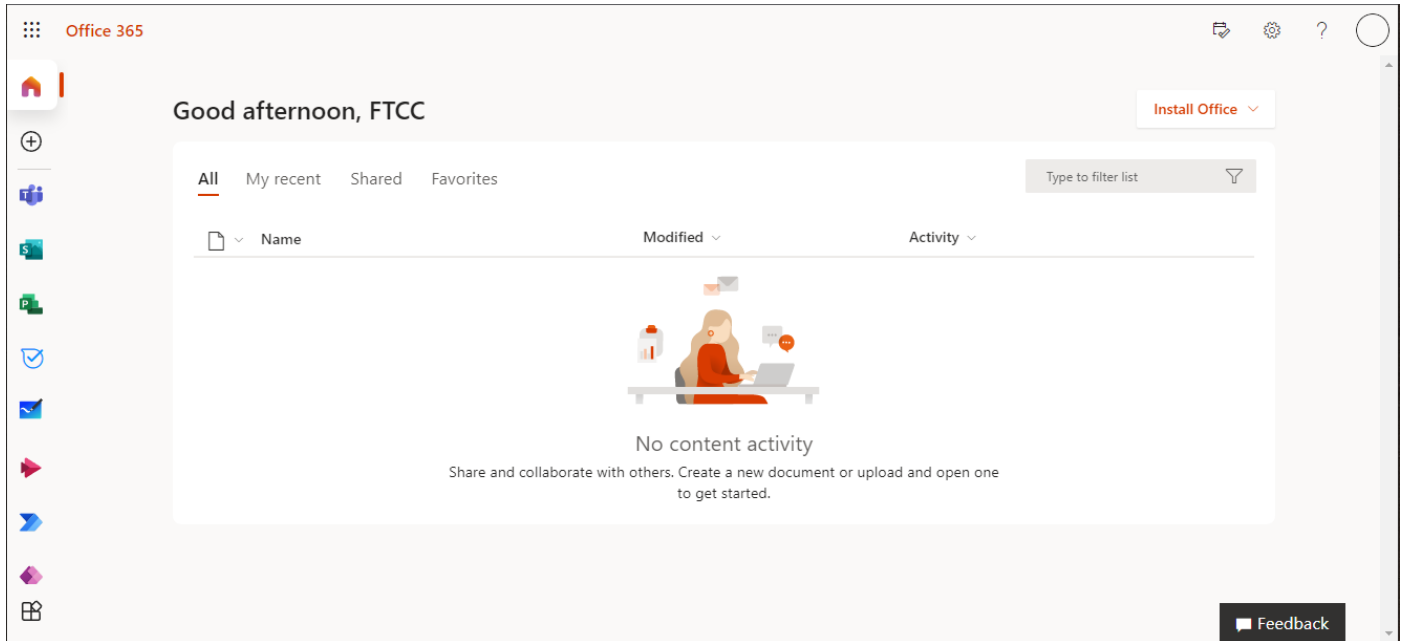 Office 365
?
Good afternoon, FTCC
Install Office
All My recent Shared Favorites
Type to filter list
Name Modified Activity
T
S
P
No content activity
Share and collaborate with others. Create a new document or upload and open one
to get started.
Feedback